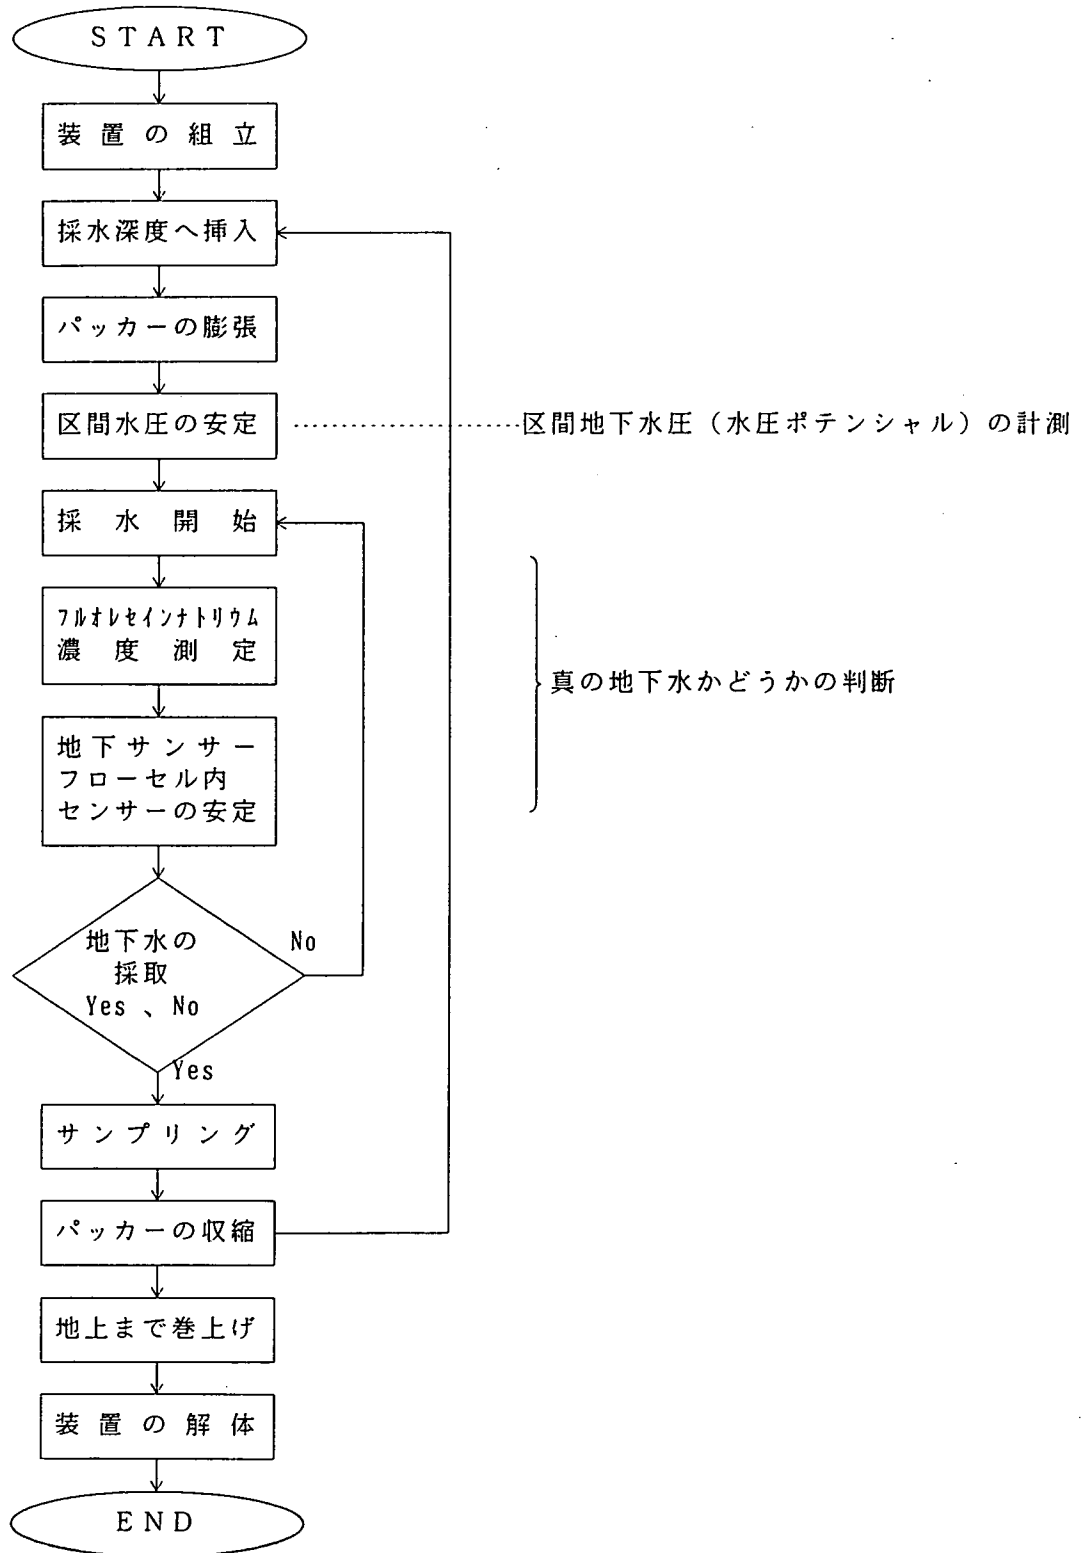 START
装置の組立
採水深度へ挿入
パッカーの膨張
区間水圧の安定
区間地下水圧（水圧ポテンシャル）の計測
採水開始
フルオレセインナトリウム
濃度測定
真の地下水かどうかの判断
地下サンサー
フローセル内
センサーの安定
地下水の
採取
Yes 、No
No
Yes
サンプリング
パッカーの収縮
地上まで巻上げ
装置の解体
END